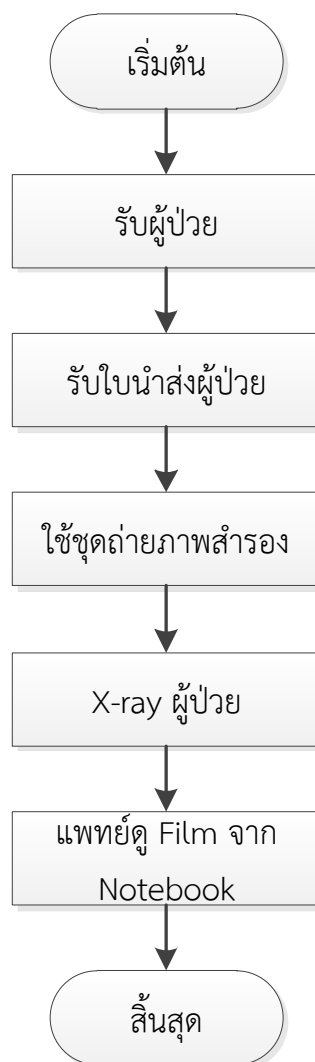 เริ่มต้น
รับผู้ป่วย
รับใบนำส่งผู้ป่วย
ใช้ชุดถ่ายภาพสำรอง
X-ray ผู้ป่วย
แพทย์ดู Film จาก
Notebook
สิ้นสุด